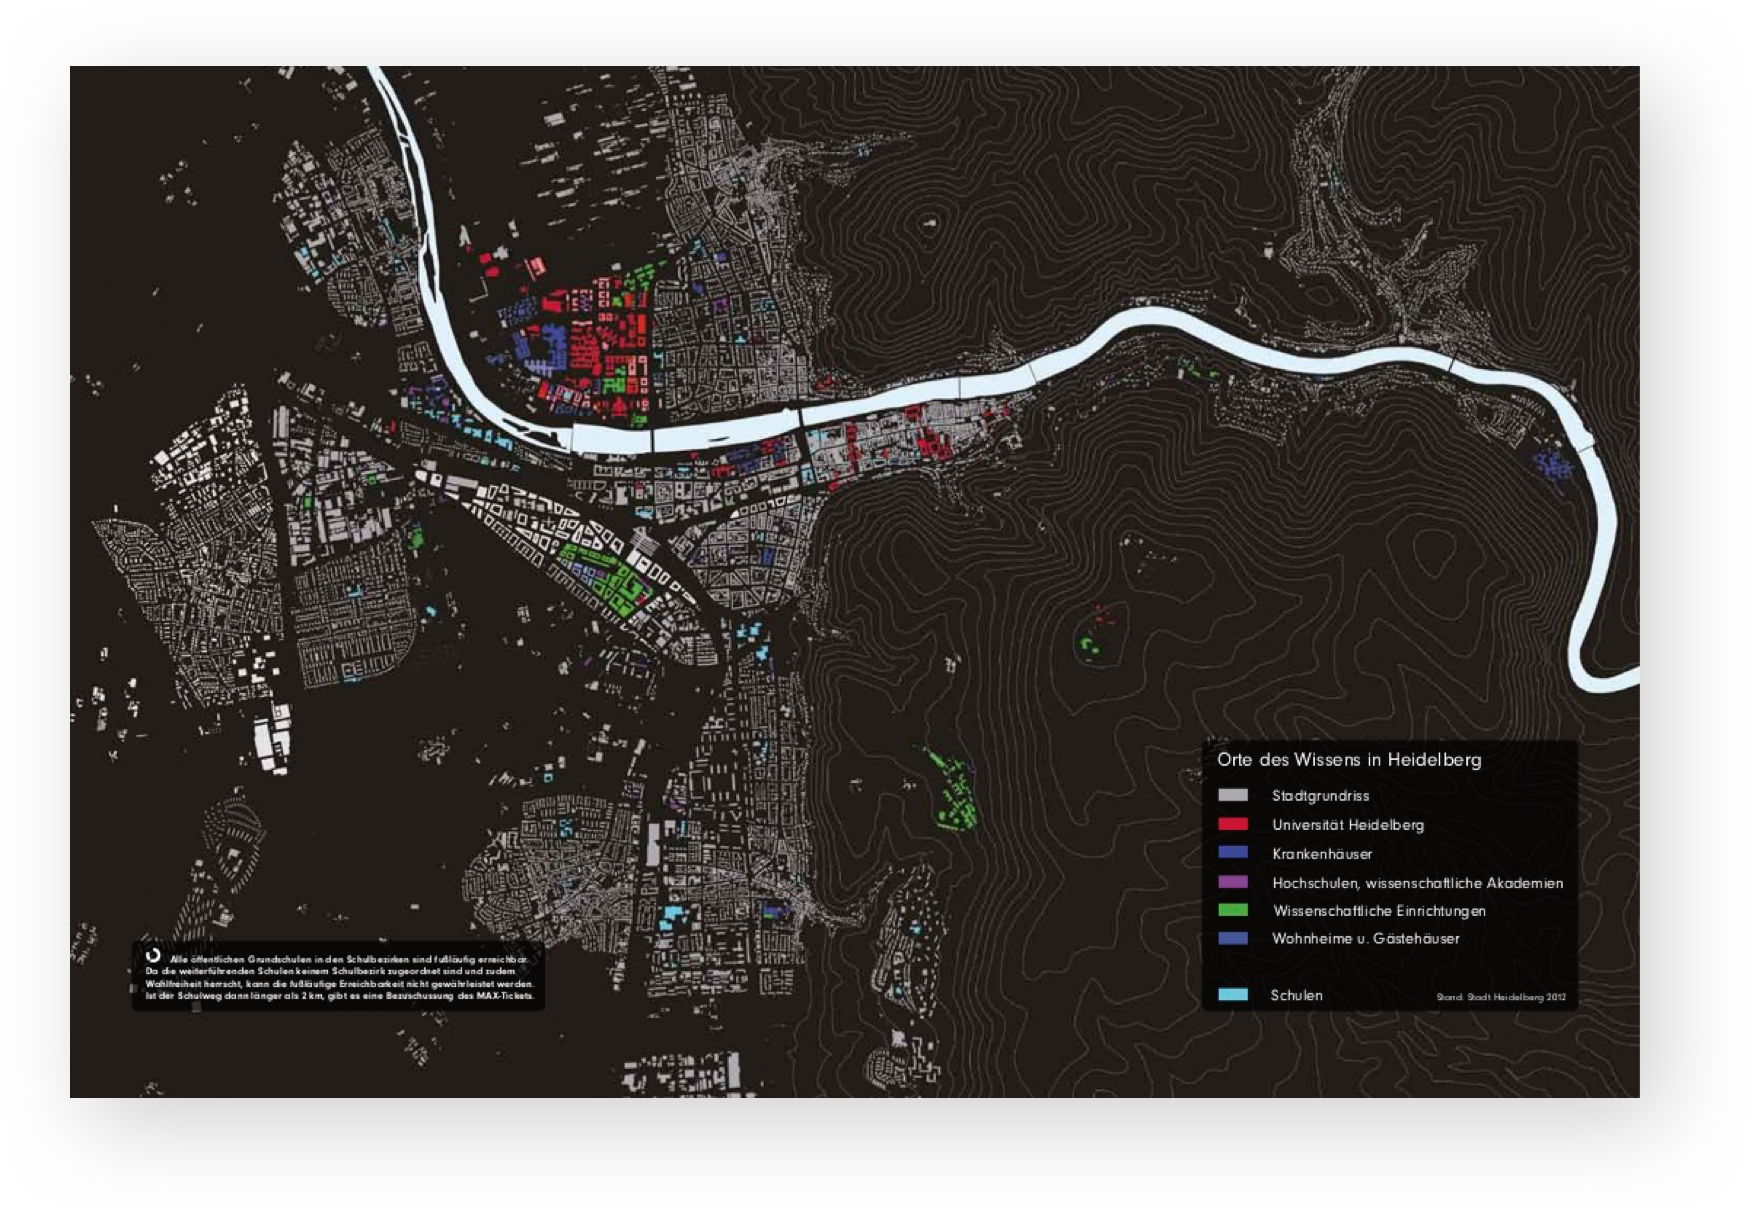 Orte des Wissens in Heidelberg
Stadtgrundriss
Universität Heidelberg
Krankenhäuser
Hochschulen, wissenschaftliche Akademien
Wissenschaftliche Einrichtungen
Wohnheime u. Gästehäuser
Schulen
Stand: Stadt Heidelberg 2012
Alle öffentlichen Grundschulen in den Schulbezirken sind fußläufig erreichbar.
Da die weiterführenden Schulen keinem Schulbezirk zugeordnet sind und zudem
Wahlfreiheit herrscht, kann die fußläufige Erreichbarkeit nicht gewährleistet werden.
Ist der Schulweg dann länger als 2 km, gibt es eine Bezuschussung des MAX-Tickets.